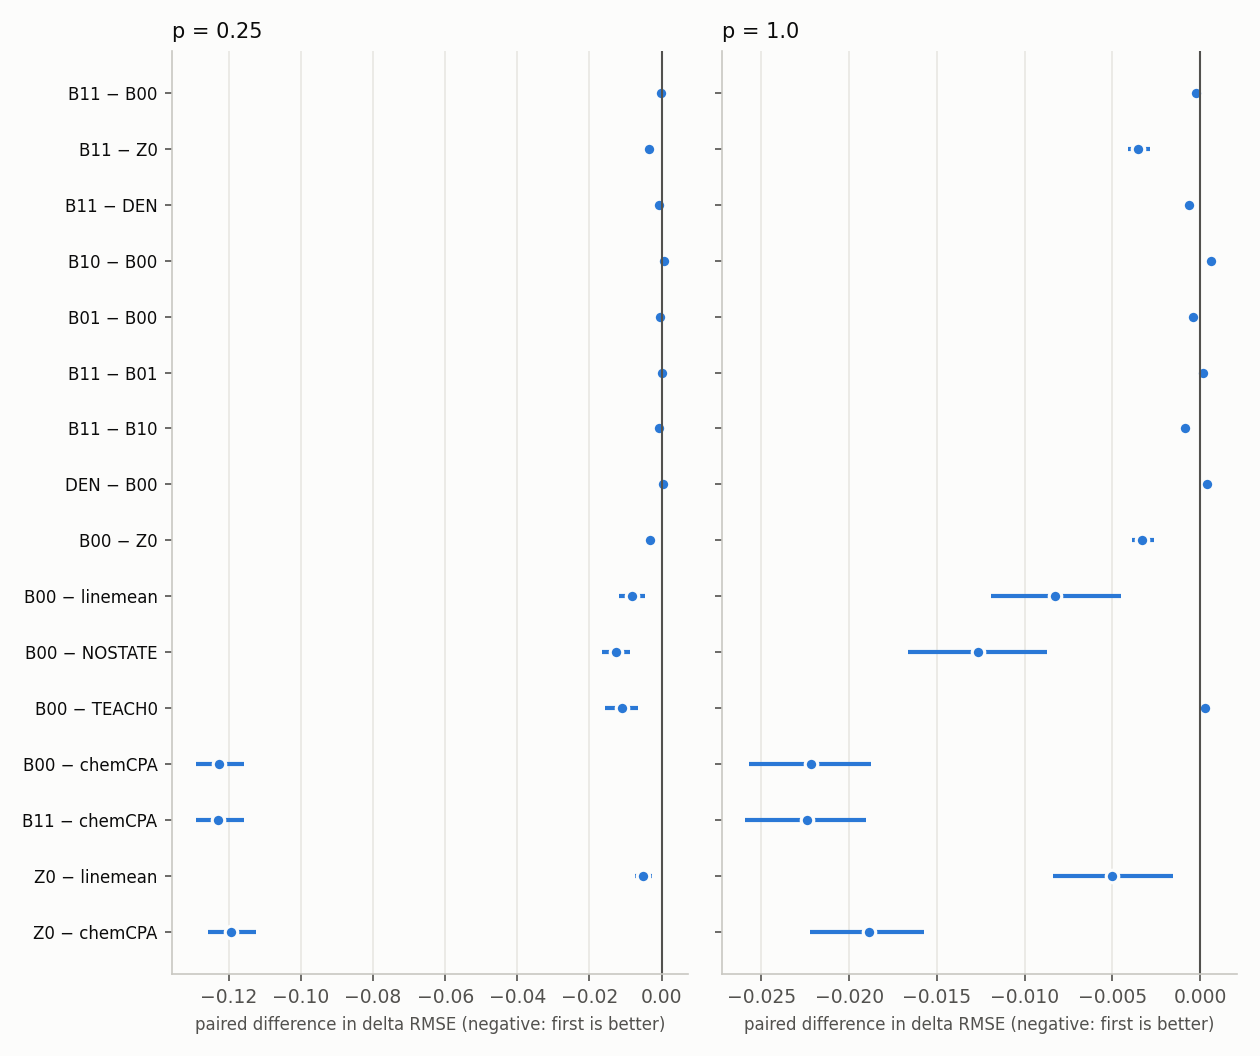 p = 0.25
p = 1.0
B11 − B00
B11 − Z0
B11 − DEN
B10 − B00
B01 − B00
B11 − B01
B11 − B10
DEN − B00
B00 − Z0
B00 − linemean
B00 − NOSTATE
B00 − TEACH0
B00 − chemCPA
B11 − chemCPA
Z0 − linemean
Z0 − chemCPA
−0.12 −0.10 −0.08 −0.06 −0.04 −0.02 0.00
−0.025 −0.020 −0.015 −0.010 −0.005 0.000
paired difference in delta RMSE (negative: first is better)
paired difference in delta RMSE (negative: first is better)